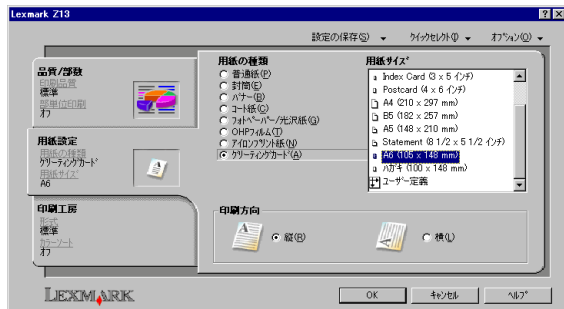 Lexmark Z13
設定の保存(S) クイックセレクト(I) オプション(O)
品質/部数
印刷品質
標準
部単位印刷
オフ
用紙設定
用紙の種類
グリーティングカード
用紙サイズ
A6
印刷工房
形式
標準
カラーソート
オフ
用紙の種類
普通紙(P)
封筒(E)
バナー(B)
コート紙(C)
フォトペーパー/光沢紙(G)
OHPフィルム(T)
アイロンプリント紙(N)
グリーティングカード(A)
用紙サイズ
Index Card (3 x 5 インチ)
Postcard (4 x 6 インチ)
A4 (210 x 297 mm)
B5 (182 x 257 mm)
A5 (148 x 210 mm)
Statement (8 1/2 x 5 1/2 インチ)
A6 (105 x 148 mm)
ハガキ (100 x 148 mm)
ユーザー定義
印刷方向
縦(R)
横(L)
LEXMARK
OK キャンセル ヘルプ